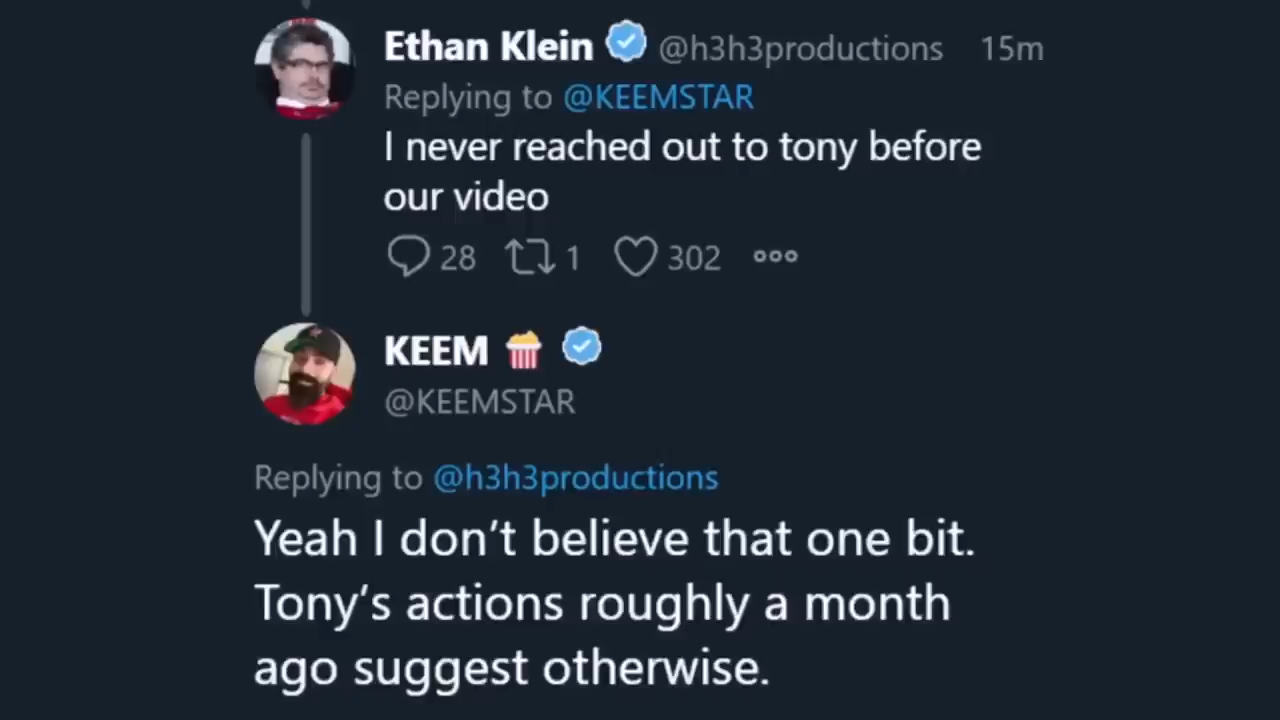 Ethan Klein @h3h3productions 15m
Replying to @KEEMSTAR
I never reached out to tony before
our video
28 1 302
KEEM 🍿
@KEEMSTAR
Replying to @h3h3productions
Yeah I don’t believe that one bit.
Tony’s actions roughly a month
ago suggest otherwise.